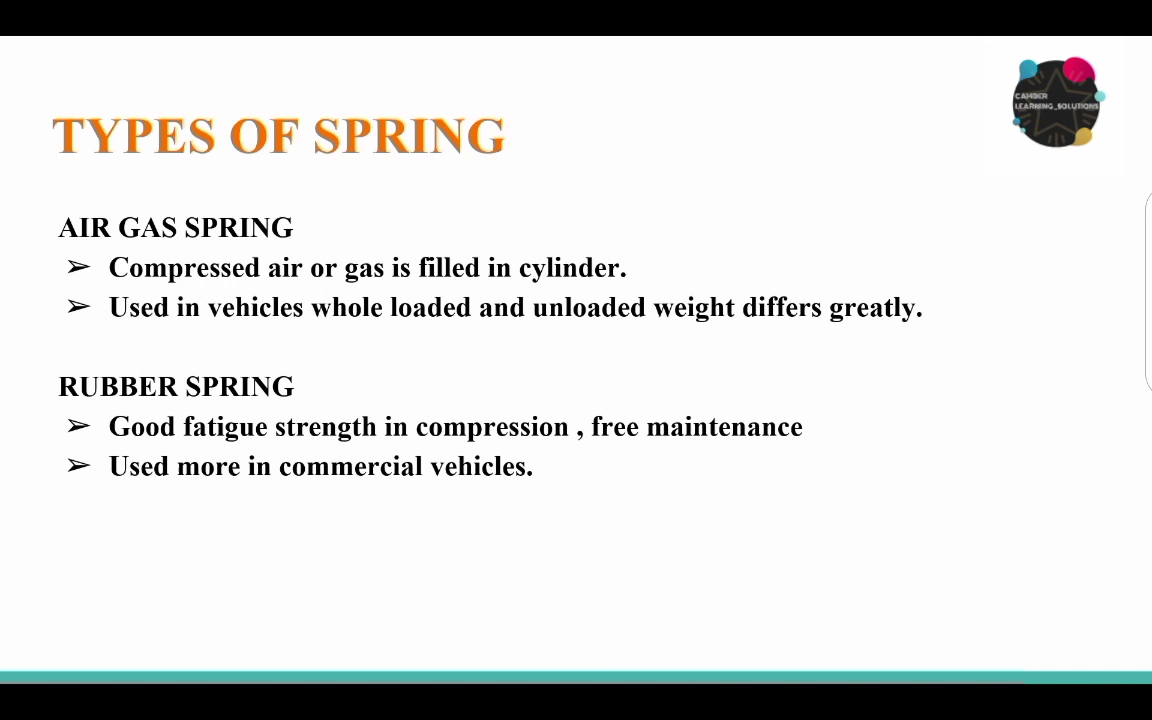 CAMBER
LEARNING_SOLUTIONS
TYPES OF SPRING
AIR GAS SPRING
➢ Compressed air or gas is filled in cylinder.
➢ Used in vehicles whole loaded and unloaded weight differs greatly.
RUBBER SPRING
➢ Good fatigue strength in compression , free maintenance
➢ Used more in commercial vehicles.